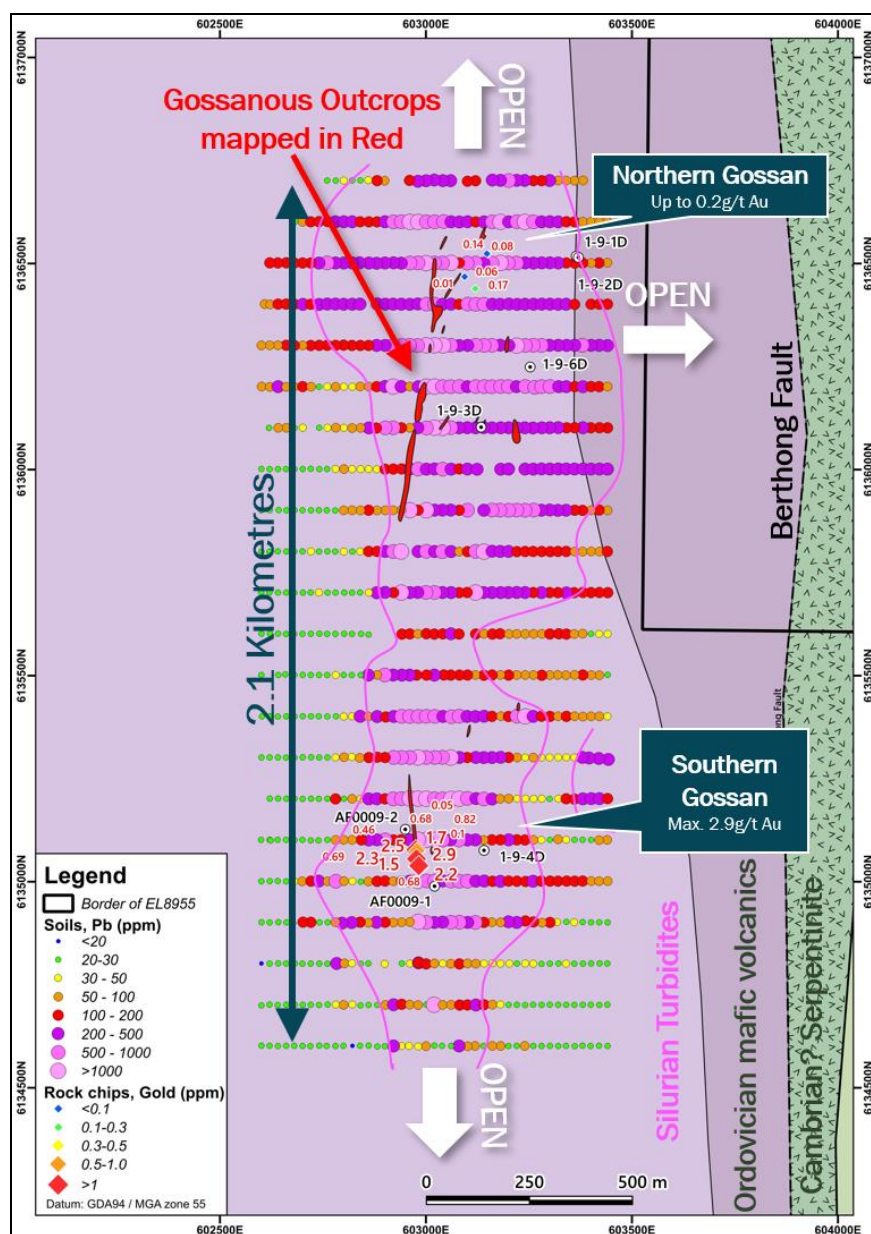 602500E
603000E
603500E
604000E
6137000N
6137000N
OPEN
Gossanous Outcrops
mapped in Red
Northern Gossan
Up to 0.2g/t Au
1-9-1D
0.14
0.08
6136500N
6136500N
0.06
0.01
0.17
1-9-2D
OPEN
1-9-6D
1-9-3D
Berthong Fault
6136000N
6136000N
2.1 Kilometres
6135500N
6135500N
Southern
Gossan
Max. 2.9g/t Au
0.05
AF0009-2
0.68
0.82
0.46
1.7
0.1
2.5
0.69
2.3
2.9
1-9-4D
1.5
0.68
2.2
6135000N
6135000N
AF0009-1
Silurian Turbidites
Ordovician mafic volcanics
Cambrian? Serpentinite
Legend
Border of EL8955
Soils, Pb (ppm)
<20
20-30
30 - 50
50 - 100
100 - 200
200 - 500
500 - 1000
>1000
Rock chips, Gold (ppm)
<0.1
0.1-0.3
0.3-0.5
0.5-1.0
>1
Datum: GDA94 / MGA zone 55
OPEN
6134500N
6134500N
0
250
500 m
602500E
603000E
603500E
604000E